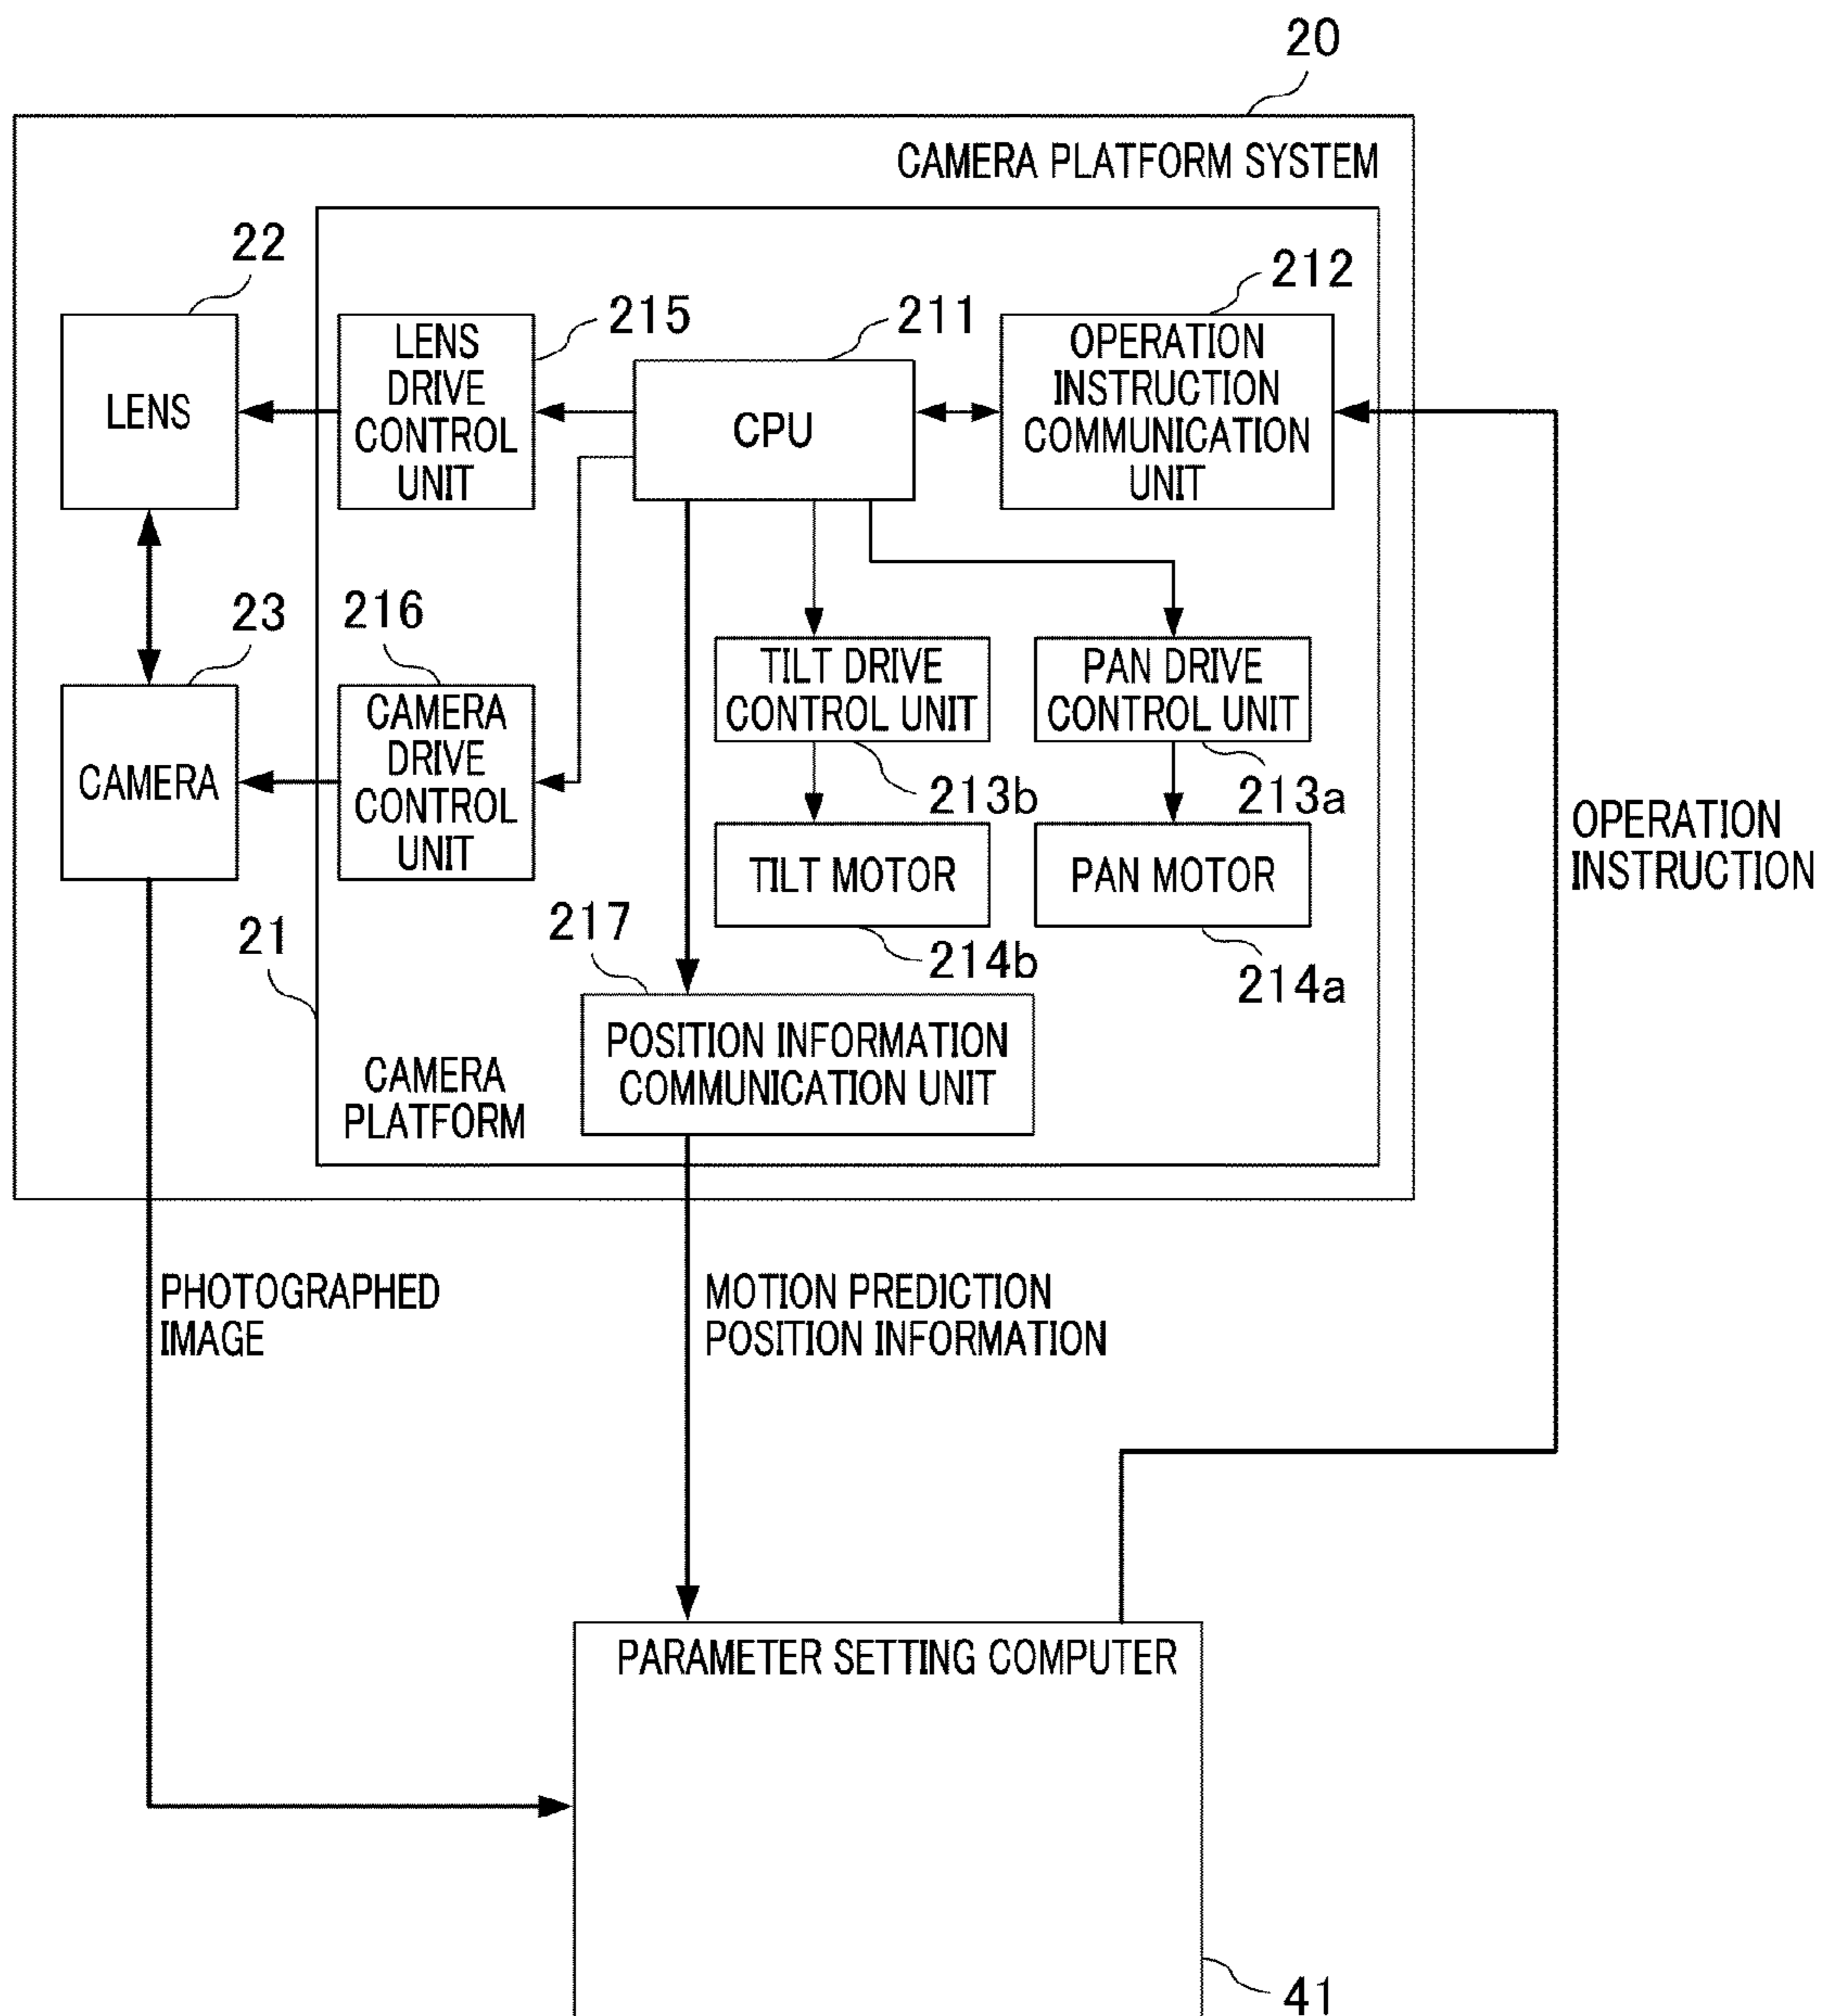 20
CAMERA PLATFORM SYSTEM
22
215
211
212
LENS
LENS
DRIVE
CONTROL
UNIT
CPU
OPERATION
INSTRUCTION
COMMUNICATION
UNIT
23
216
CAMERA
CAMERA
DRIVE
CONTROL
UNIT
TILT DRIVE
CONTROL UNIT
213b
PAN DRIVE
CONTROL UNIT
213a
TILT MOTOR
214b
PAN MOTOR
214a
OPERATION
INSTRUCTION
21
217
POSITION INFORMATION
COMMUNICATION UNIT
CAMERA
PLATFORM
PHOTOGRAPHED
IMAGE
MOTION PREDICTION
POSITION INFORMATION
PARAMETER SETTING COMPUTER
41